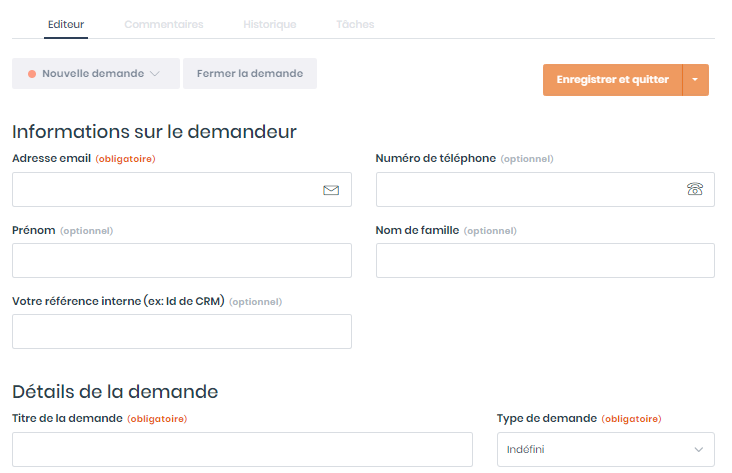 Editeur Commentaires Historique Tâches
Nouvelle demande Fermer la demande Enregistrer et quitter
Informations sur le demandeur
Adresse email (obligatoire) Numéro de téléphone (optionnel)
Prénom (optionnel) Nom de famille (optionnel)
Votre référence interne (ex: Id de CRM) (optionnel)
Détails de la demande
Titre de la demande (obligatoire) Type de demande (obligatoire)
Indéfini